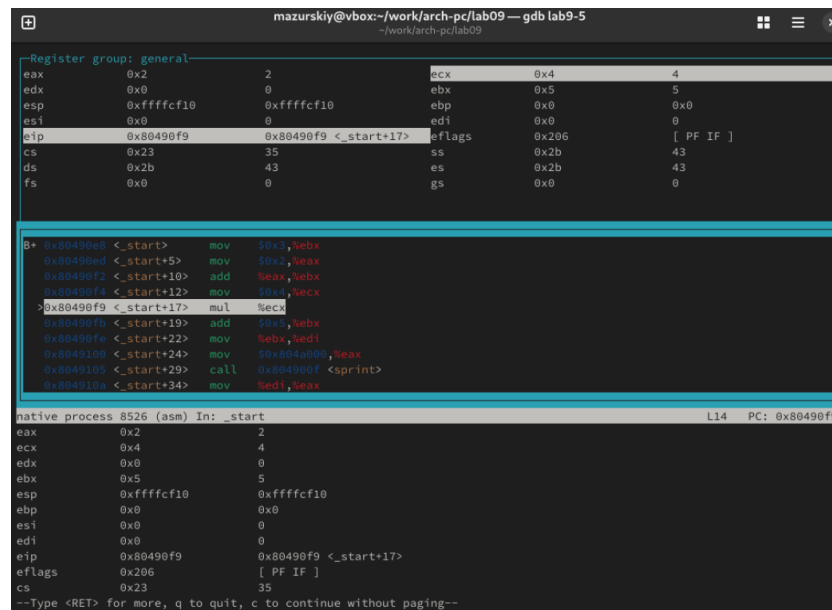 mazurskiy@vbox:~/work/arch-pc/lab09 — gdb lab9-5
~/work/arch-pc/lab09
Register group: general
eax 0x2 2 ecx 0x4 4
edx 0x0 0 ebx 0x5 5
esp 0xffffcf10 0xffffcf10 ebp 0x0 0x0
esi 0x0 0 edi 0x0 0
eip 0x80490f9 0x80490f9 <_start+17> eflags 0x206 [ PF IF ]
cs 0x23 35 ss 0x2b 43
ds 0x2b 43 es 0x2b 43
fs 0x0 0 gs 0x0 0
B+ 0x80490e8 <_start> mov $0x3,%ebx
0x80490ed <_start+5> mov $0x2,%eax
0x80490f2 <_start+10> add %eax,%ebx
0x80490f4 <_start+12> mov $0x4,%ecx
>0x80490f9 <_start+17> mul %ecx
0x80490fb <_start+19> add $0x5,%ebx
0x80490fe <_start+22> mov %ebx,%edi
0x8049100 <_start+24> mov $0x804a000,%eax
0x8049105 <_start+29> call 0x804900f <sprint>
0x804910a <_start+34> mov %edi,%eax
native process 8526 (asm) In: _start L14 PC: 0x80490f9
eax 0x2 2
ecx 0x4 4
edx 0x0 0
ebx 0x5 5
esp 0xffffcf10 0xffffcf10
ebp 0x0 0x0
esi 0x0 0
edi 0x0 0
eip 0x80490f9 0x80490f9 <_start+17>
eflags 0x206 [ PF IF ]
cs 0x23 35
--Type <RET> for more, q to quit, c to continue without paging--